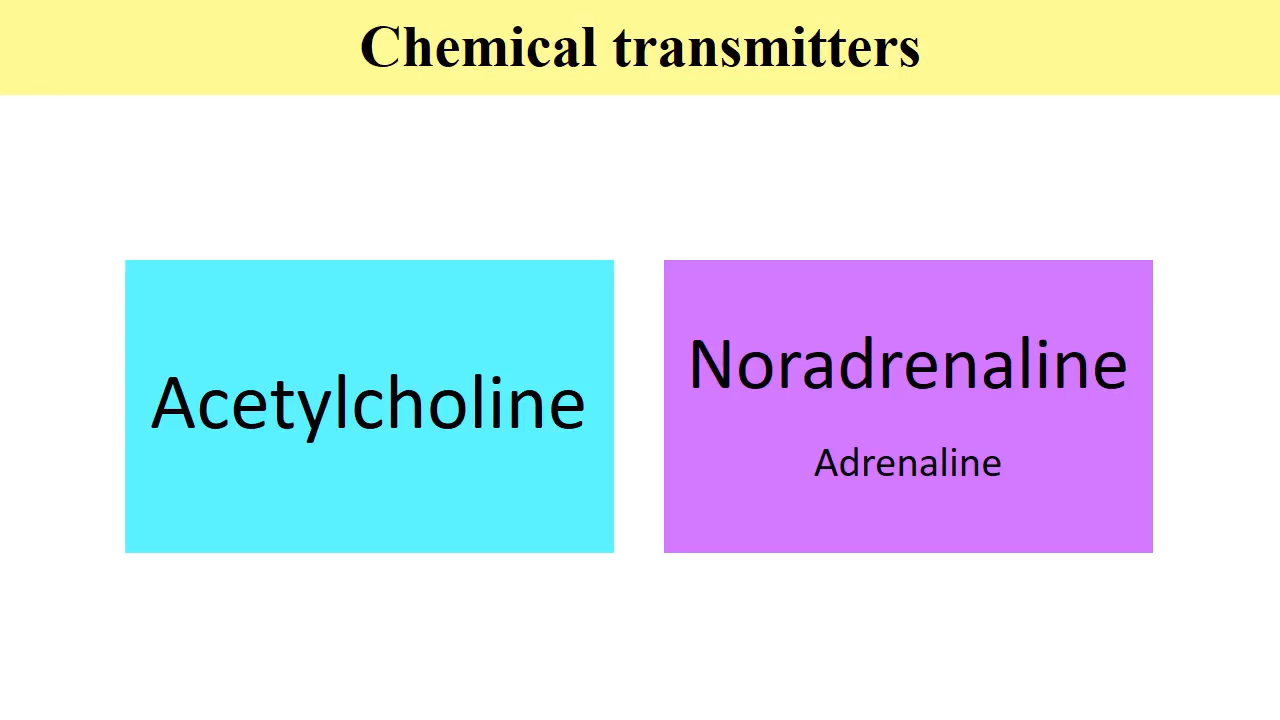 Chemical transmitters
Acetylcholine
Noradrenaline
Adrenaline